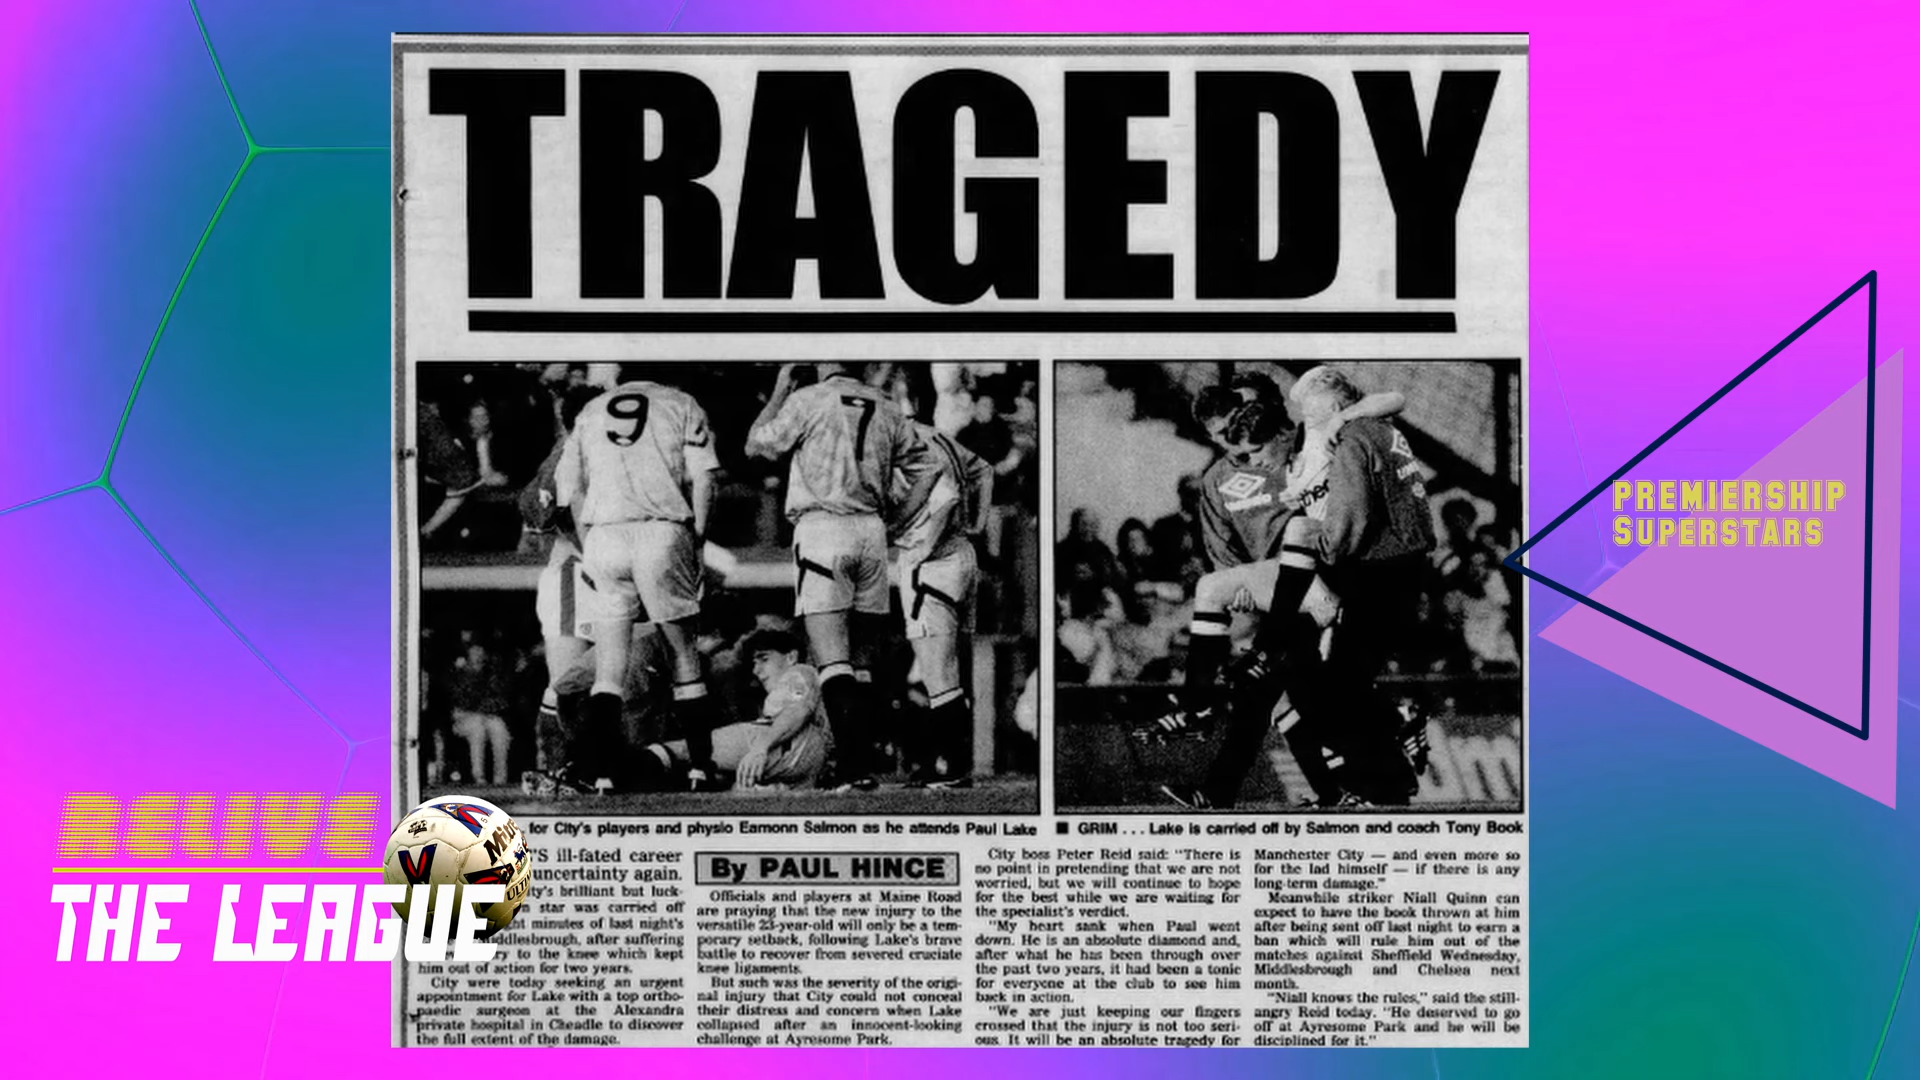 TRAGEDY
9
7
for City's players and physio Eamonn Salmon as he attends Paul Lake
■ GRIM . . . Lake is carried off by Salmon and coach Tony Book
'S ill-fated career
uncertainty again.
ty's brilliant but luck-
n star was carried off
ht minutes of last night's
ddlesbrough, after suffering
ry to the knee which kept
him out of action for two years.
City were today seeking an urgent
appointment for Lake with a top ortho-
paedic surgeon at the Alexandra
private hospital in Cheadle to discover
the full extent of the damage.
By PAUL HINCE
Officials and players at Maine Road
are praying that the new injury to the
versatile 23-year-old will only be a tem-
porary setback, following Lake's brave
battle to recover from severed cruciate
knee ligaments.
But such was the severity of the origi-
nal injury that City could not conceal
their distress and concern when Lake
collapsed after an innocent-looking
challenge at Ayresome Park.
City boss Peter Reid said: "There is
no point in pretending that we are not
worried, but we will continue to hope
for the best while we are waiting for
the specialist's verdict.
"My heart sank when Paul went
down. He is an absolute diamond and,
after what he has been through over
the past two years, it had been a tonic
for everyone at the club to see him
back in action.
"We are just keeping our fingers
crossed that the injury is not too seri-
ous. It will be an absolute tragedy for
Manchester City — and even more so
for the lad himself — if there is any
long-term damage."
Meanwhile striker Niall Quinn can
expect to have the book thrown at him
after being sent off last night to earn a
ban which will rule him out of the
matches against Sheffield Wednesday,
Middlesbrough and Chelsea next
month.
"Niall knows the rules," said the still-
angry Reid today. "He deserved to go
off at Ayresome Park and he will be
disciplined for it."
PREMIERSHIP
SUPERSTARS
RELIVE
THE LEAGUE
Mitre
ULTI